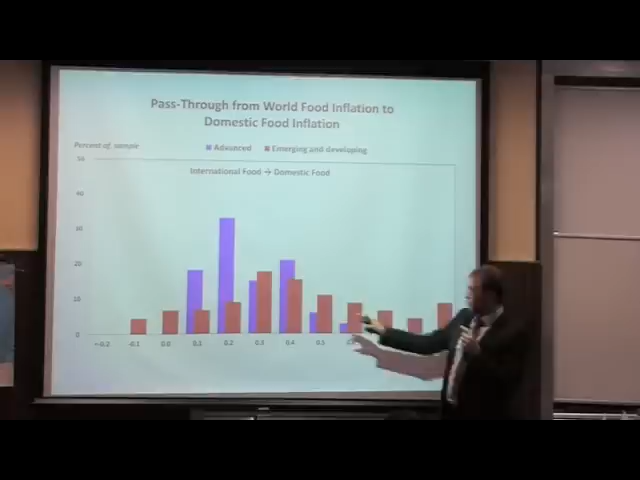 Pass-Through from World Food Inflation to
Domestic Food Inflation
Percent of sample
Advanced Emerging and developing
International Food → Domestic Food
50
40
30
20
10
0
-0.1 0.0 0.1 0.2 0.3 0.4 0.5